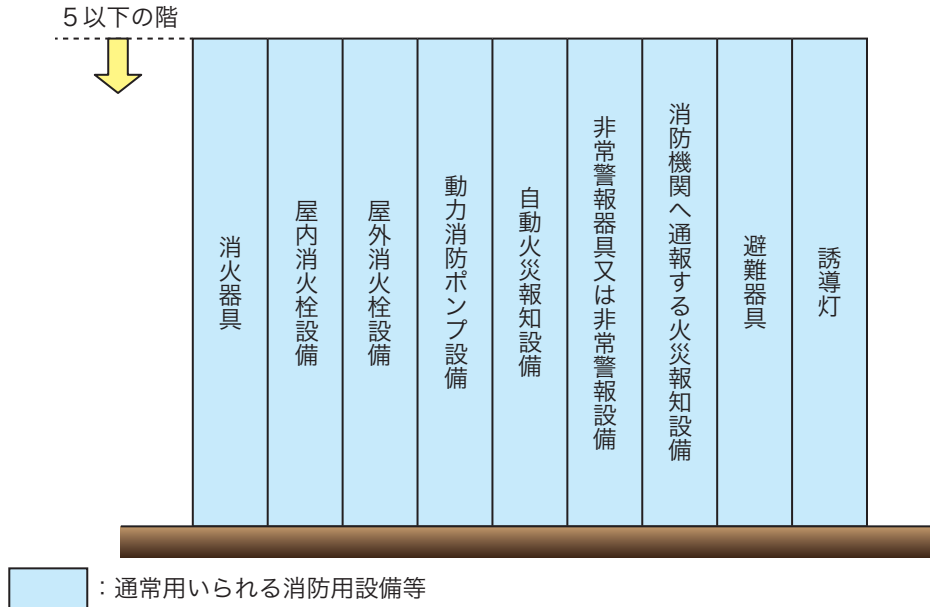 5以下の階
消火器具
屋内消火栓設備
屋外消火栓設備
動力消防ポンプ設備
自動火災報知設備
非常警報器具又は非常警報設備
消防機関へ通報する火災報知設備
避難器具
誘導灯
：通常用いられる消防用設備等